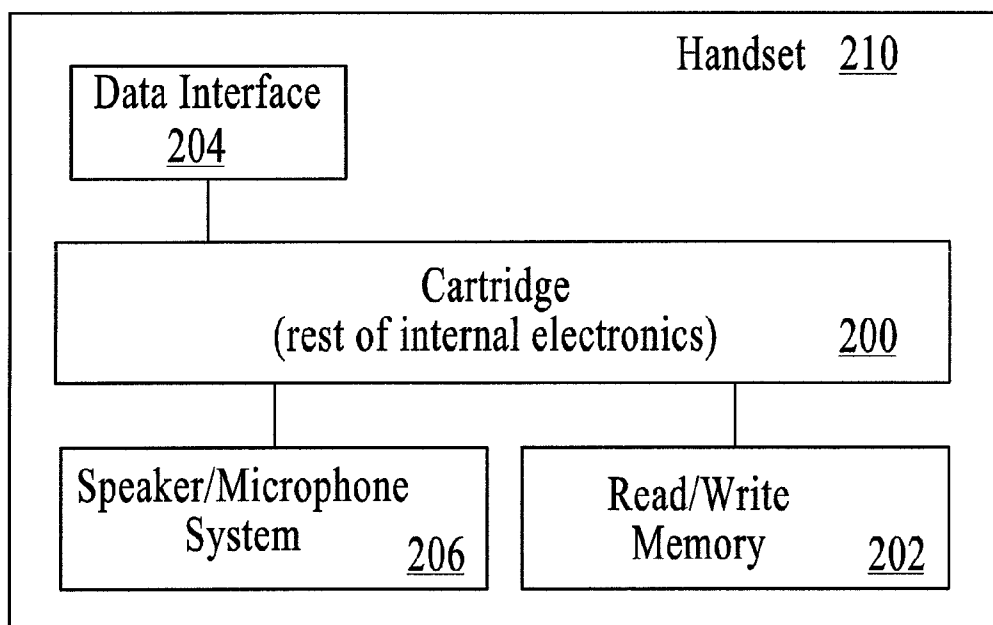 Handset 210
Data Interface
204
Cartridge
(rest of internal electronics) 200
Speaker/Microphone
System 206
Read/Write
Memory 202